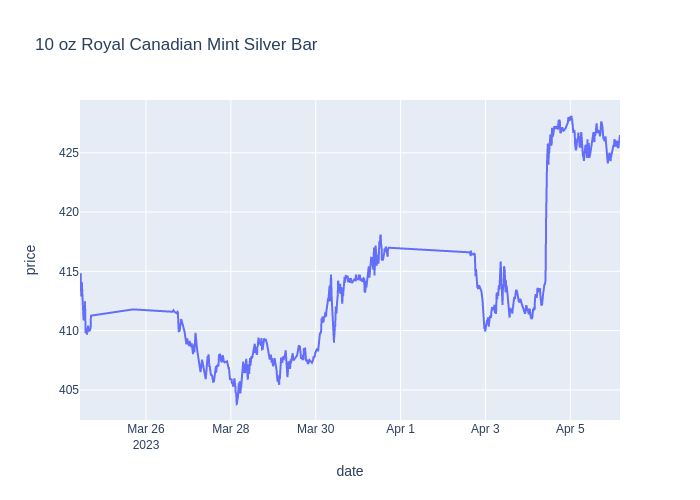 10 oz Royal Canadian Mint Silver Bar
425
420
415
410
405
price
Mar 26
2023
Mar 28
Mar 30
Apr 1
Apr 3
Apr 5
date